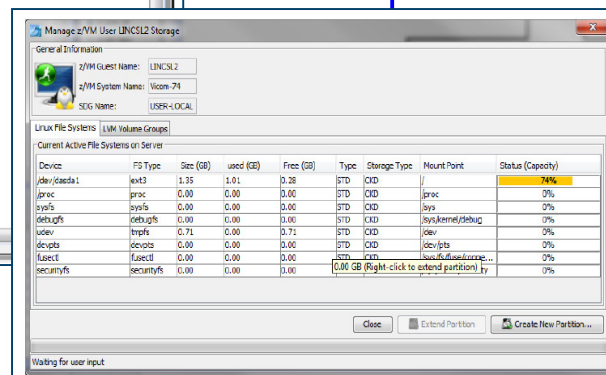 Manage z/VM User LINCSL2 Storage
General Information
z/VM Guest Name: LINCSL2
z/VM System Name: Vicom-74
SDG Name: USER-LOCAL
Linux File Systems LVM Volume Groups
Current Active File Systems on Server
Device FS Type Size (GB) used (GB) Free (GB) Type Storage Type Mount Point Status (Capacity)
/dev/dasda1 ext3 1.35 1.01 0.28 STD CKD / 74%
/proc proc 0.00 0.00 0.00 STD CKD /proc 0%
sysfs sysfs 0.00 0.00 0.00 STD CKD /sys 0%
debugfs debugfs 0.00 0.00 0.00 STD CKD /sys/kernel/debug 0%
udev tmpfs 0.71 0.00 0.71 STD CKD /dev 0%
devpts devpts 0.00 0.00 0.00 STD CKD /dev/pts 0%
fusectl fusectl 0.00 0.00 0.00 STD CKD /sys/fs/fuse/conne... 0%
securityfs securityfs 0.00 0.00 0.00 ty 0%
0.00 GB (Right-click to extend partition)
Close Extend Partition Create New Partition...
Waiting for user input